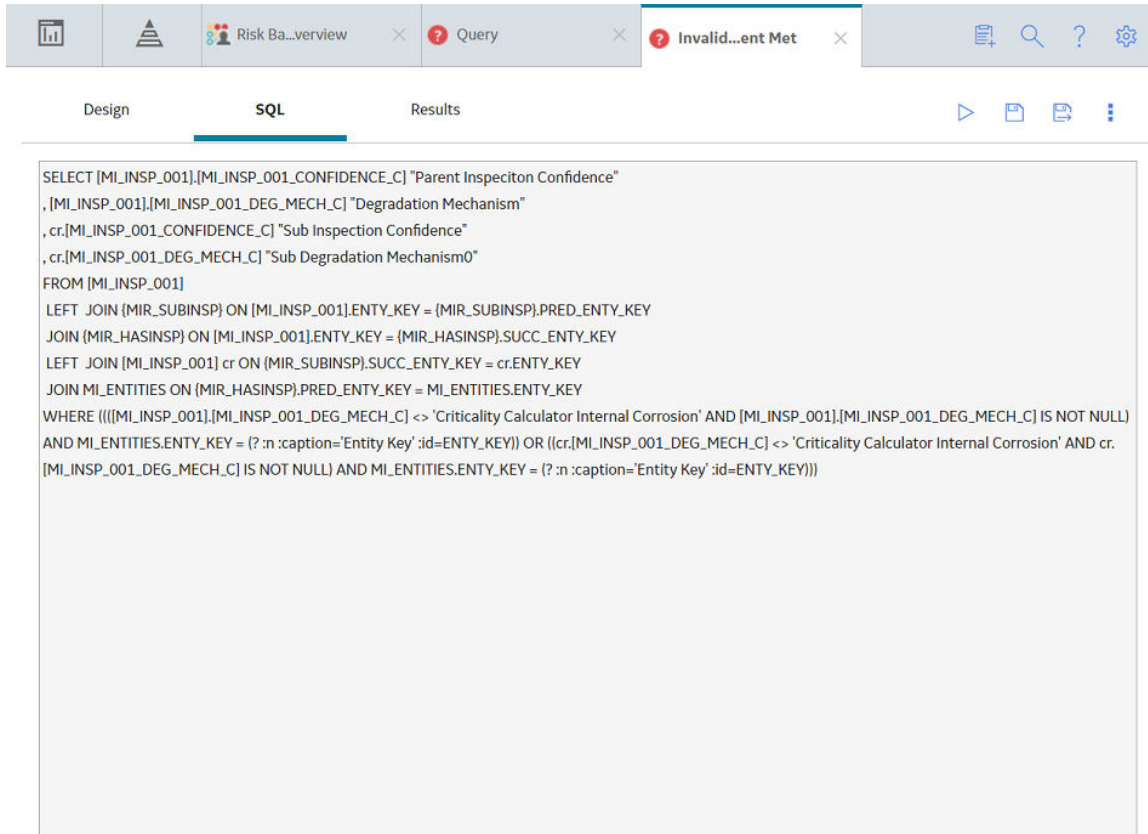 Risk Ba...verview
Query
Invalid...ent Met
Design SQL Results
SELECT [MI_INSP_001].[MI_INSP_001_CONFIDENCE_C] "Parent Inspeciton Confidence"
, [MI_INSP_001].[MI_INSP_001_DEG_MECH_C] "Degradation Mechanism"
, cr.[MI_INSP_001_CONFIDENCE_C] "Sub Inspection Confidence"
, cr.[MI_INSP_001_DEG_MECH_C] "Sub Degradation Mechanism0"
FROM [MI_INSP_001]
LEFT JOIN {MIR_SUBINSP} ON [MI_INSP_001].ENTY_KEY = {MIR_SUBINSP}.PRED_ENTY_KEY
JOIN {MIR_HASINSP} ON [MI_INSP_001].ENTY_KEY = {MIR_HASINSP}.SUCC_ENTY_KEY
LEFT JOIN [MI_INSP_001] cr ON {MIR_SUBINSP}.SUCC_ENTY_KEY = cr.ENTY_KEY
JOIN MI_ENTITIES ON {MIR_HASINSP}.PRED_ENTY_KEY = MI_ENTITIES.ENTY_KEY
WHERE (((([MI_INSP_001].[MI_INSP_001_DEG_MECH_C] <> 'Criticality Calculator Internal Corrosion' AND [MI_INSP_001].[MI_INSP_001_DEG_MECH_C] IS NOT NULL)
AND MI_ENTITIES.ENTY_KEY = (? :n :caption='Entity Key' :id=ENTY_KEY)) OR ((cr.[MI_INSP_001_DEG_MECH_C] <> 'Criticality Calculator Internal Corrosion' AND cr.
[MI_INSP_001_DEG_MECH_C] IS NOT NULL) AND MI_ENTITIES.ENTY_KEY = (? :n :caption='Entity Key' :id=ENTY_KEY)))